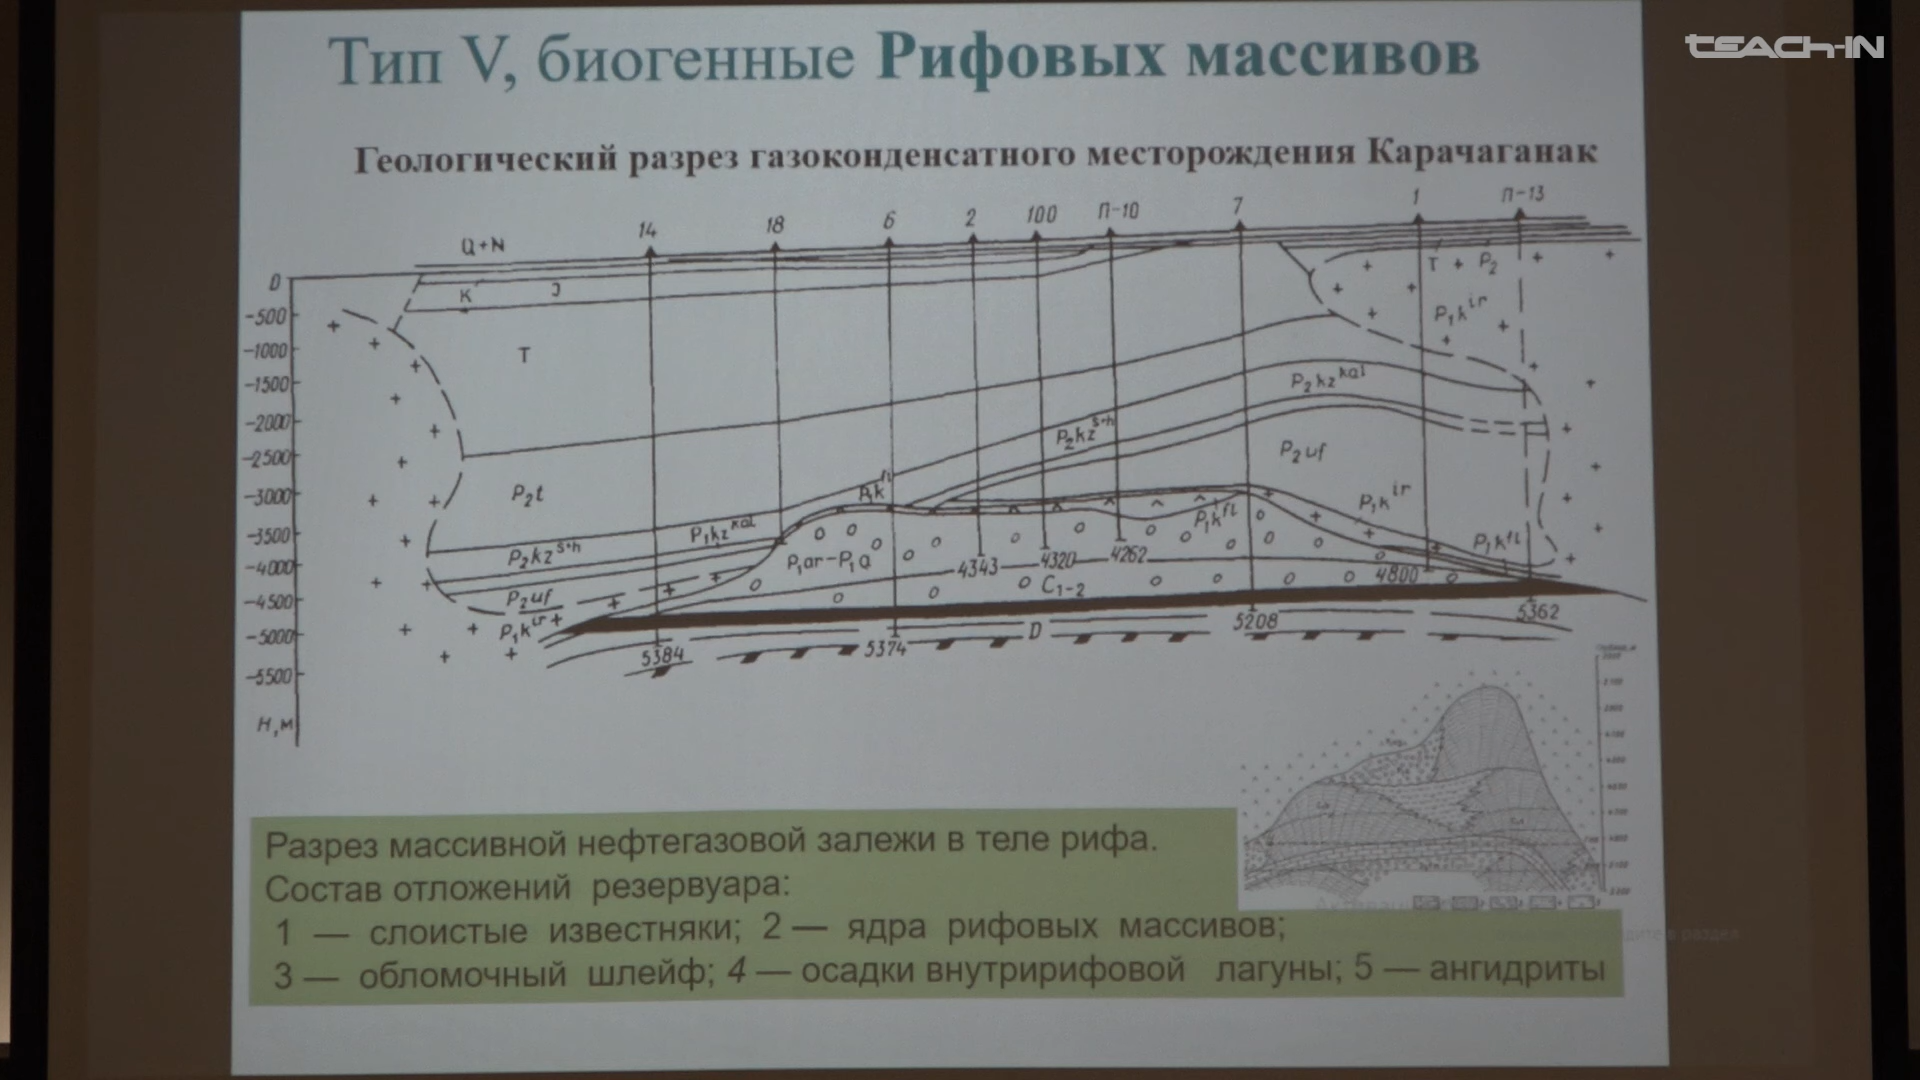 TEACH-IN
Тип V, биогенные Рифовых массивов
Геологический разрез газоконденсатного месторождения Карачаганак
14 18 6 2 100 П-10 7 1 П-13
Q+N
0
К J
Т + P₂
-500
P₁k^ir
-1000
T
-1500
P₂kz^kal
-2000
P₂kz^s+h
-2500
P₂uf
-3000
P₂t
P₁k^ir
P₁k^fl
-3500
P₁kz^kal
P₁k^fl
P₂kz^s+h
P₁ar-P₁a
-4000
4343 4320 4262 4800
P₂uf
C₁₋₂
-4500
P₁k^ir
-5000
5384 5374 D 5208 5362
-5500
Н,м
Разрез массивной нефтегазовой залежи в теле рифа.
Состав отложений резервуара:
1 — слоистые известняки; 2 — ядра рифовых массивов;
3 — обломочный шлейф; 4 — осадки внутририфовой лагуны; 5 — ангидриты